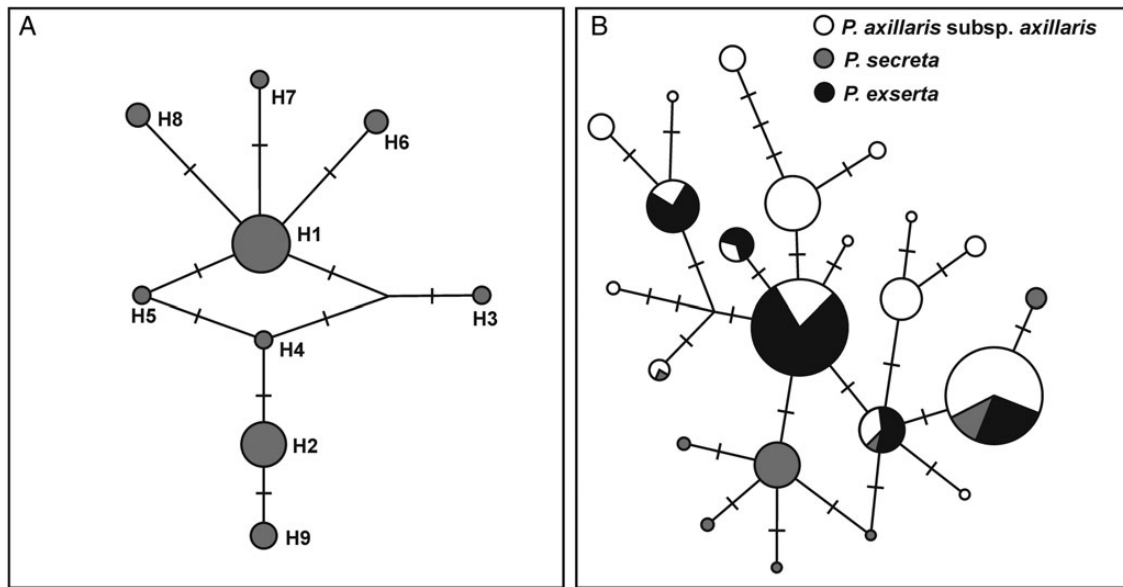 A
H7
H8
H6
H1
H5
H3
H4
H2
H9
B
P. axillaris subsp. axillaris
P. secreta
P. exserta